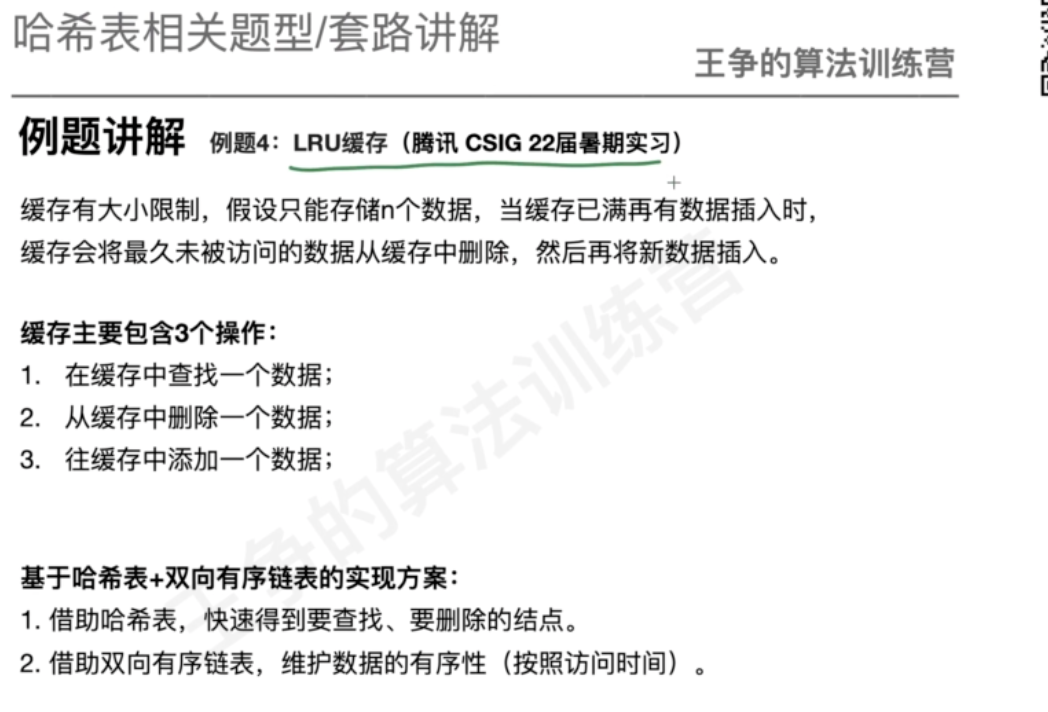 哈希表相关题型/套路讲解
王争的算法训练营
例题讲解 例题4：LRU缓存（腾讯 CSIG 22届暑期实习）
缓存有大小限制，假设只能存储n个数据，当缓存已满再有数据插入时，
缓存会将最久未被访问的数据从缓存中删除，然后再将新数据插入。
缓存主要包含3个操作：
1. 在缓存中查找一个数据；
2. 从缓存中删除一个数据；
3. 往缓存中添加一个数据；
基于哈希表+双向有序链表的实现方案：
1. 借助哈希表，快速得到要查找、要删除的结点。
2. 借助双向有序链表，维护数据的有序性（按照访问时间）。
王争的算法训练营